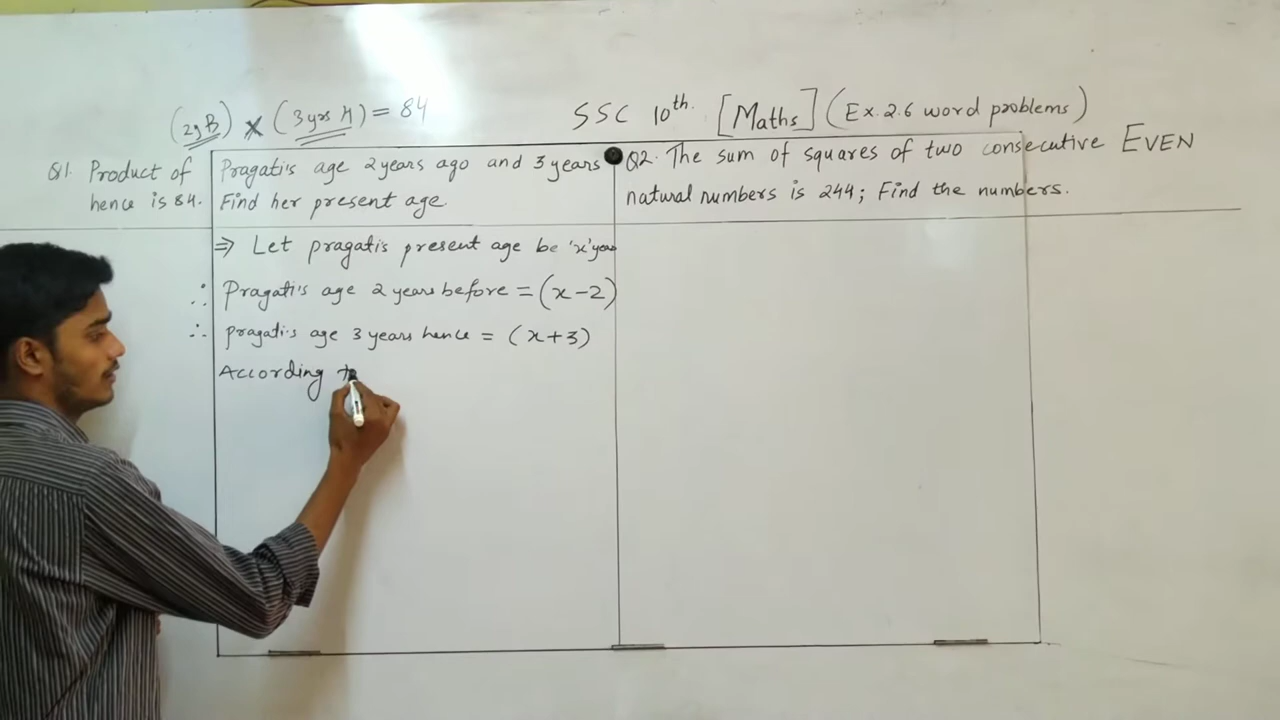 (2yB) × (3yrs H) = 84
SSC 10th. [Maths] (Ex. 2.6 word problems)
Q1. Product of Pragati's age 2 years ago and 3 years
hence is 84. Find her present age.
Q2. The sum of squares of two consecutive EVEN
natural numbers is 244; Find the numbers.
⇒ Let pragatis present age be 'x' years
∴ Pragati's age 2 years before = (x-2)
∴ pragatis age 3 years hence = (x+3)
According to